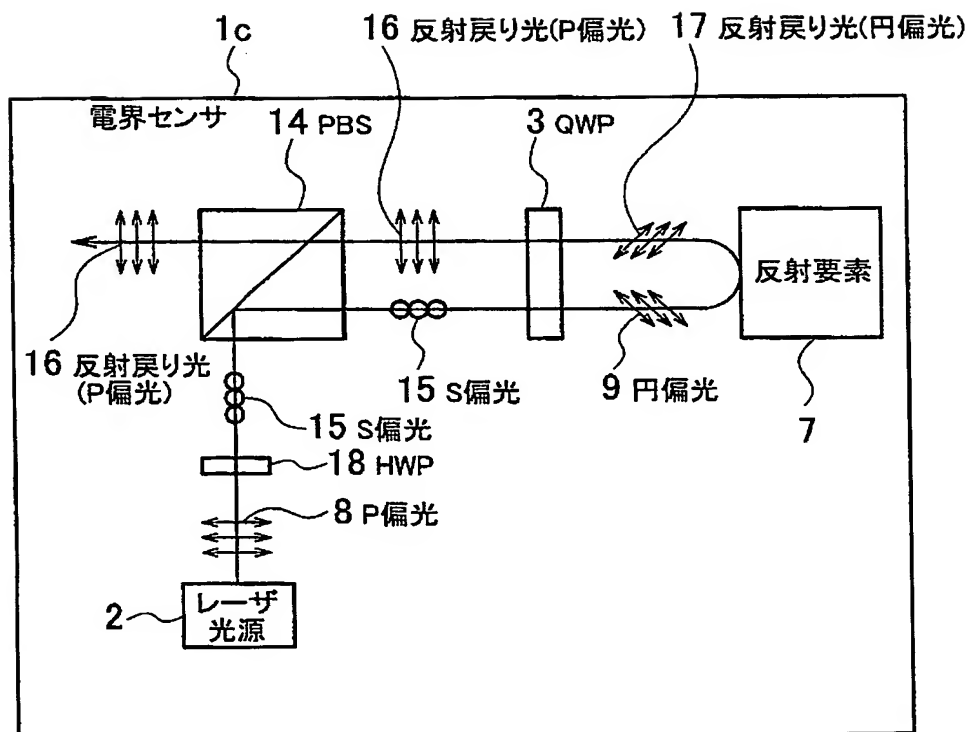 1c
16 反射戻り光(P偏光)
17 反射戻り光(円偏光)
電界センサ
14 PBS
3 QWP
反射要素
16 反射戻り光
(P偏光)
15 S偏光
9 円偏光
7
15 S偏光
18 HWP
8 P偏光
2
レーザ
光源